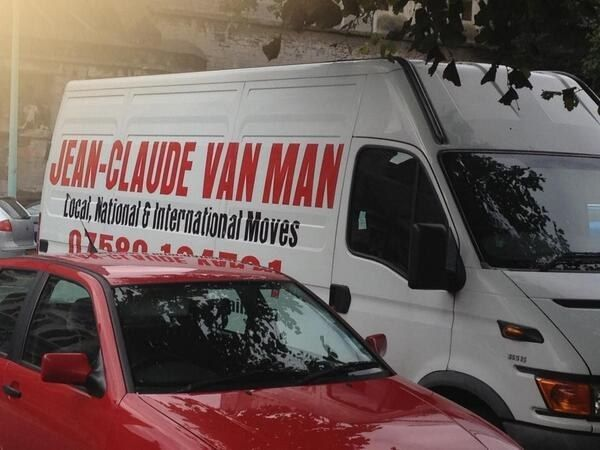 JEAN-CLAUDE VAN MAN
Local, National & International Moves